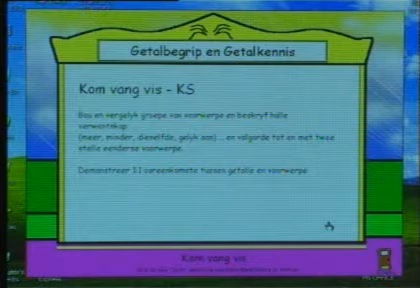 Getalbegrip en Getalkennis
Kom vang vis - KS
Bou en vergelyk groepe van voorwerpe en beskryf hulle
verwantskap
(meer, minder, dieselfde, gelyk aan) ... en volgorde tot en met twee
stelle eenderse voorwerpe.
Demonstreer 1:1 ooreenkomste tussen getalle en voorwerpe
Kom vang vis